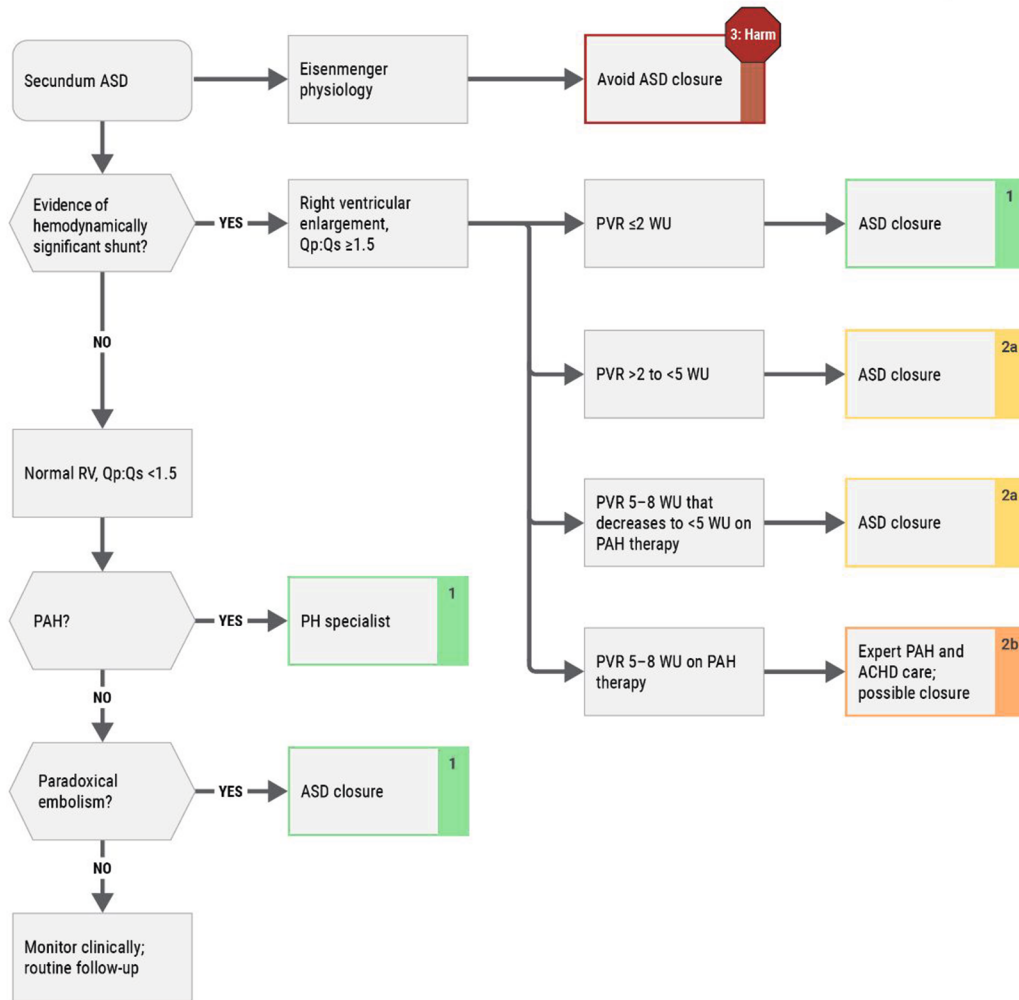 3: Harm
Secundum ASD
Eisenmenger
physiology
Avoid ASD closure
Evidence of
hemodynamically
significant shunt?
YES
Right ventricular
enlargement,
Qp:Qs ≥1.5
PVR ≤2 WU
ASD closure
1
NO
PVR >2 to <5 WU
ASD closure
2a
Normal RV, Qp:Qs <1.5
PVR 5–8 WU that
decreases to <5 WU on
PAH therapy
ASD closure
2a
PAH?
YES
PH specialist
1
PVR 5–8 WU on PAH
therapy
Expert PAH and
ACHD care;
possible closure
2b
NO
Paradoxical
embolism?
YES
ASD closure
1
NO
Monitor clinically;
routine follow-up